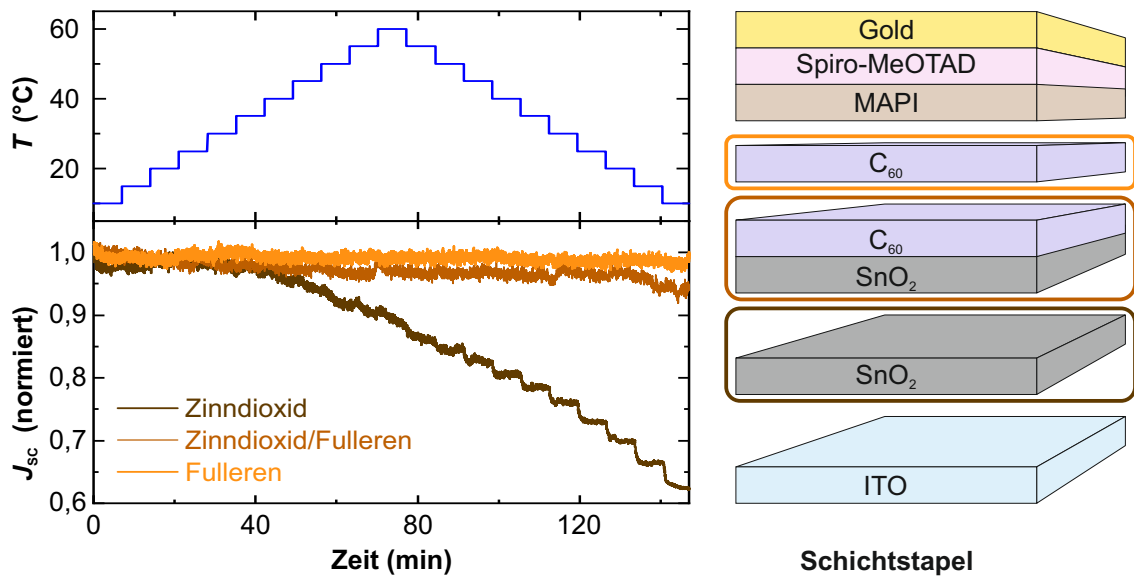 60
40
20
T (°C)
1,0
0,9
0,8
0,7
0,6
Jsc (normiert)
Zinndioxid
Zinndioxid/Fulleren
Fulleren
0
40
80
120
Zeit (min)
Gold
Spiro-MeOTAD
MAPI
C60
C60
SnO2
SnO2
ITO
Schichtstapel